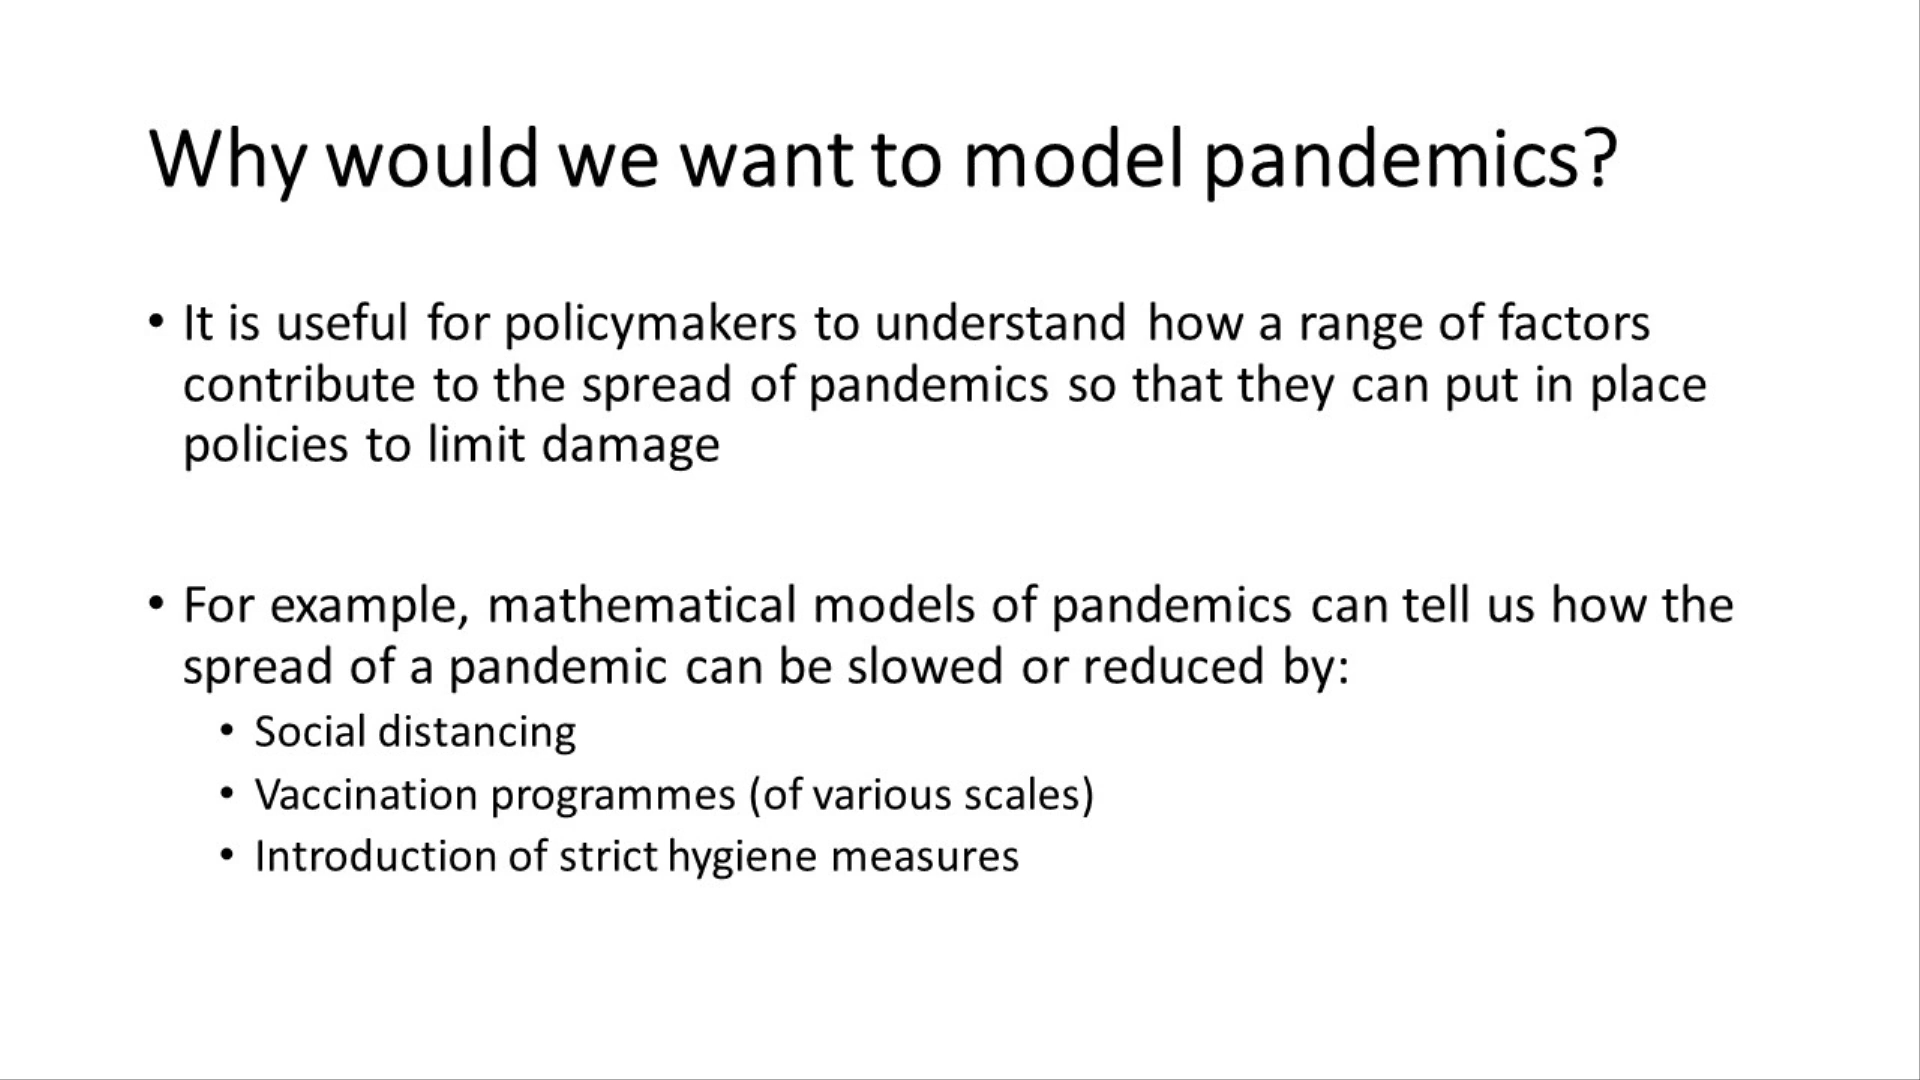 Why would we want to model pandemics?
• It is useful for policymakers to understand how a range of factors
contribute to the spread of pandemics so that they can put in place
policies to limit damage
• For example, mathematical models of pandemics can tell us how the
spread of a pandemic can be slowed or reduced by:
• Social distancing
• Vaccination programmes (of various scales)
• Introduction of strict hygiene measures